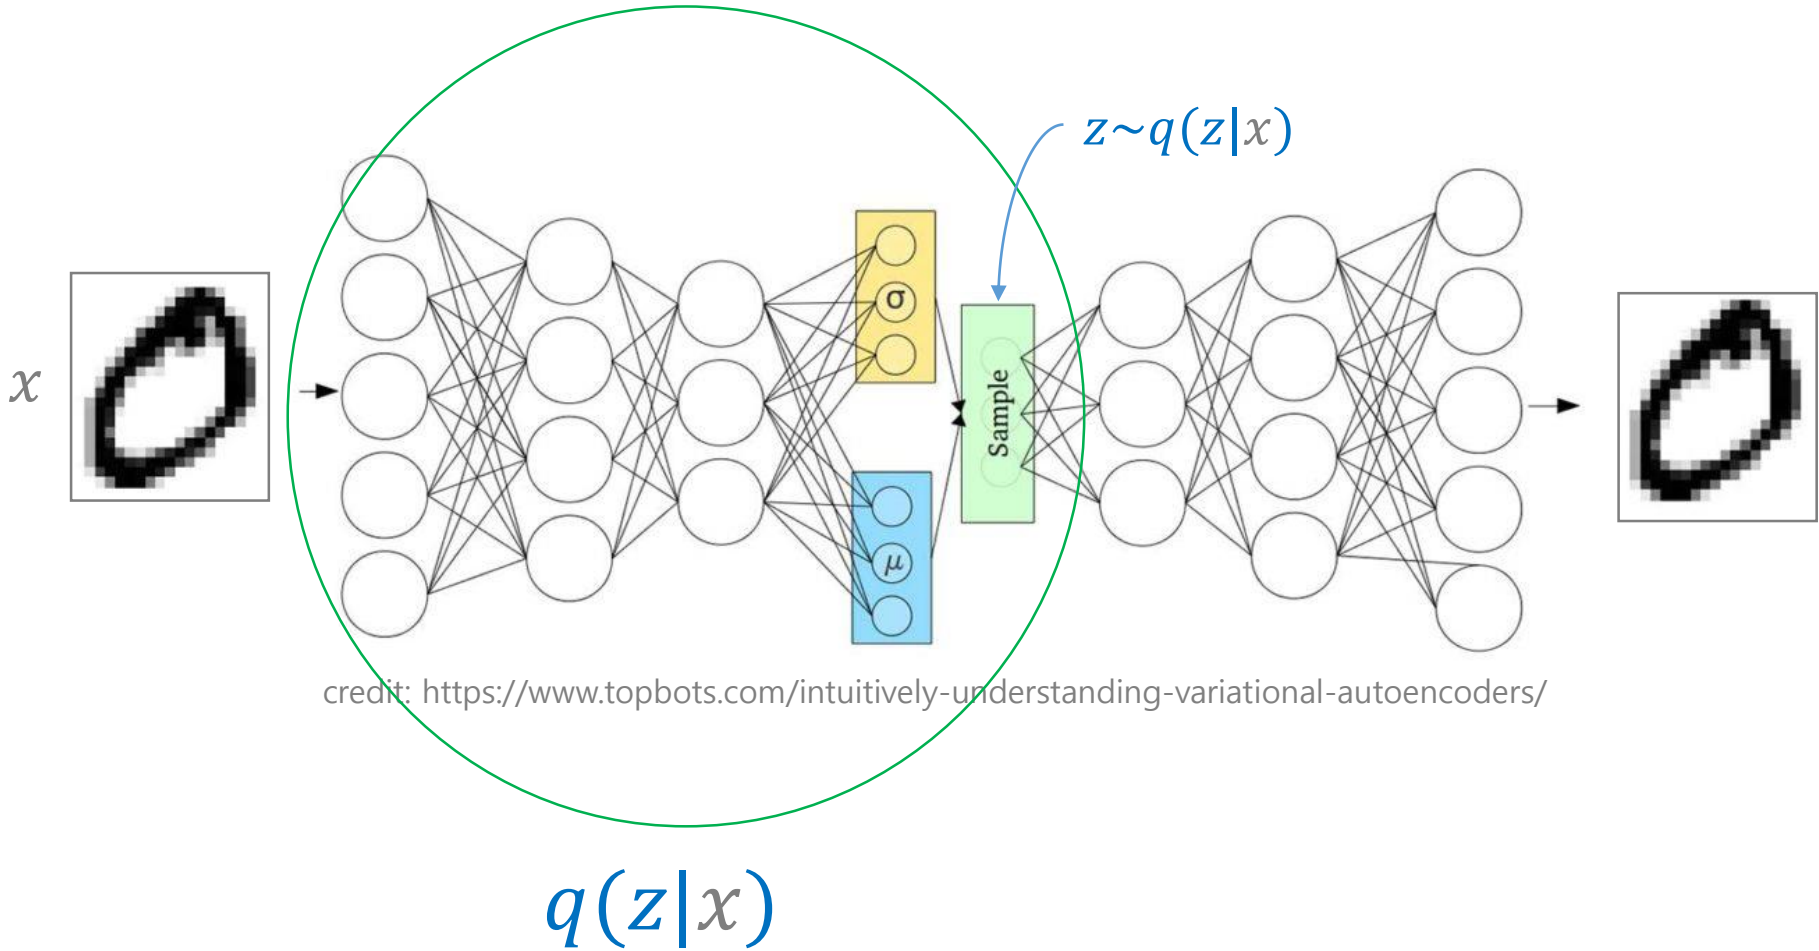 z~q(z|x)
σ
x
Sample
μ
credit: https://www.topbots.com/intuitively-understanding-variational-autoencoders/
q(z|x)